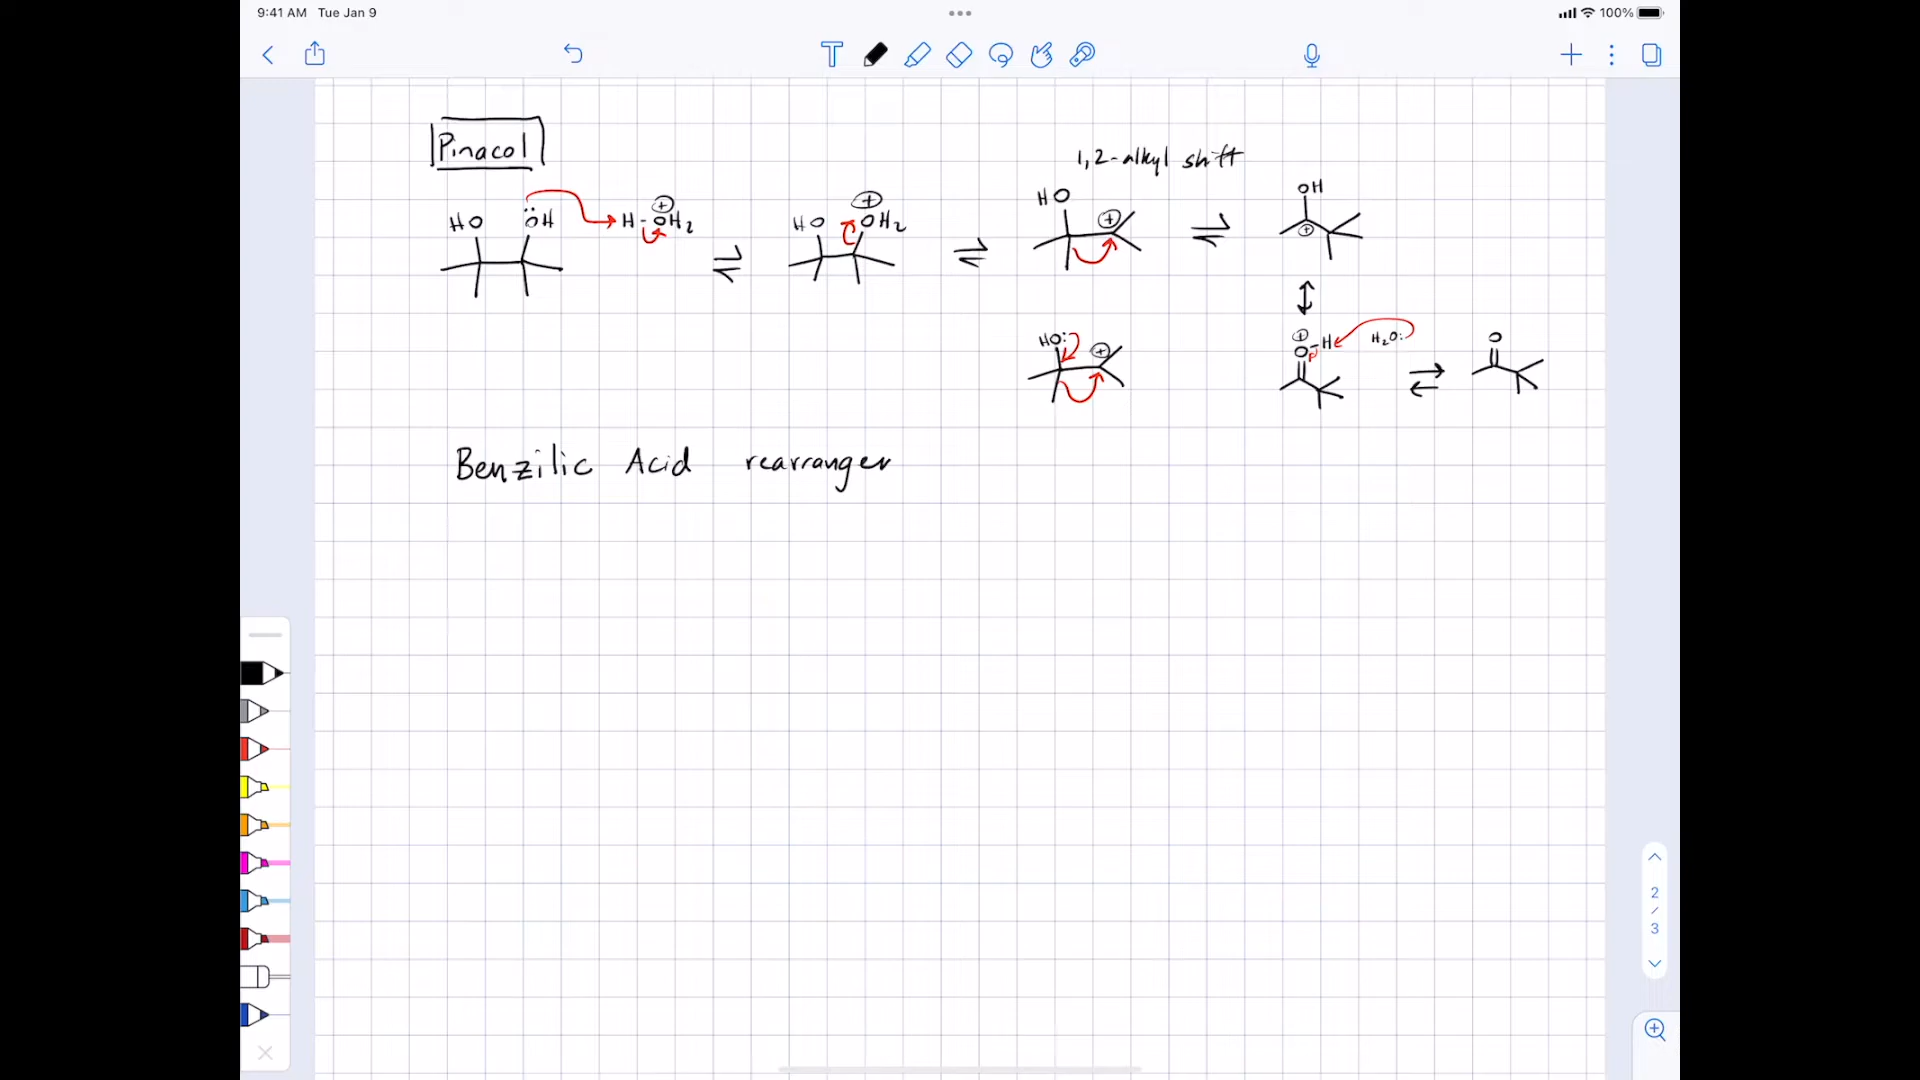 9:41 AM Tue Jan 9
100%
Pinacol
1,2-alkyl shift
HO ÖH H-OH₂ ⊕
HO OH₂ ⊕
HO ⊕
OH ⊕
HO: ⊕
⊕ O-H H₂O:
O
Benzilic Acid rearranger
2
/
3